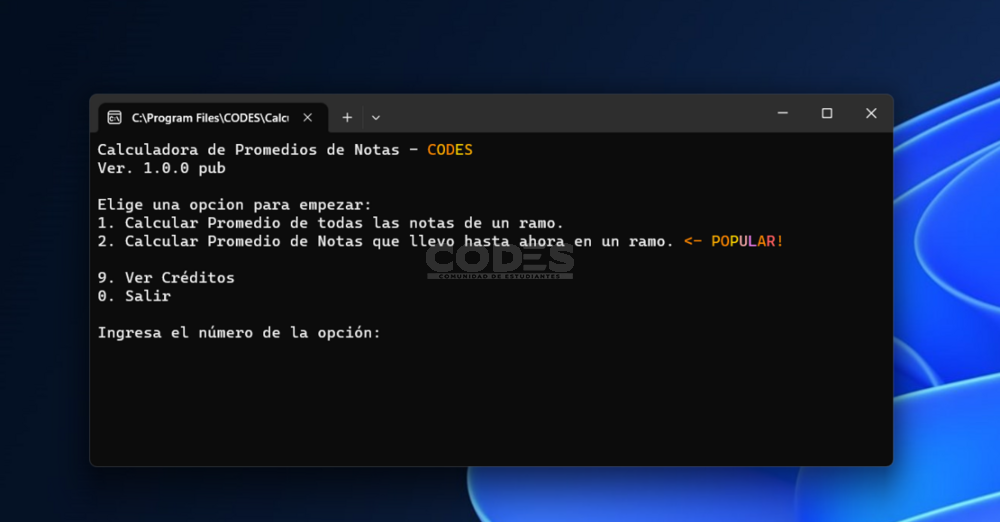 C:\Program Files\CODES\Calcu
Calculadora de Promedios de Notas - CODES
Ver. 1.0.0 pub
Elige una opcion para empezar:
1. Calcular Promedio de todas las notas de un ramo.
2. Calcular Promedio de Notas que llevo hasta ahora en un ramo. <- POPULAR!
CODES
COMUNIDAD DE ESTUDIANTES
9. Ver Créditos
0. Salir
Ingresa el número de la opción: